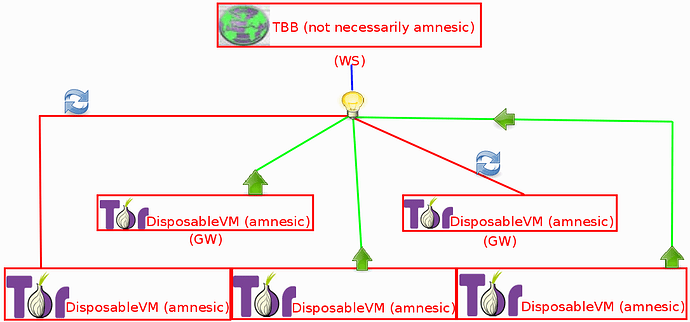 TBB (not necessarily amnesic)
(WS)
Tor DisposableVM (amnesic)
(GW)
Tor DisposableVM (amnesic)
(GW)
Tor DisposableVM (amnesic)
Tor DisposableVM (amnesic)
Tor DisposableVM (amnesic)